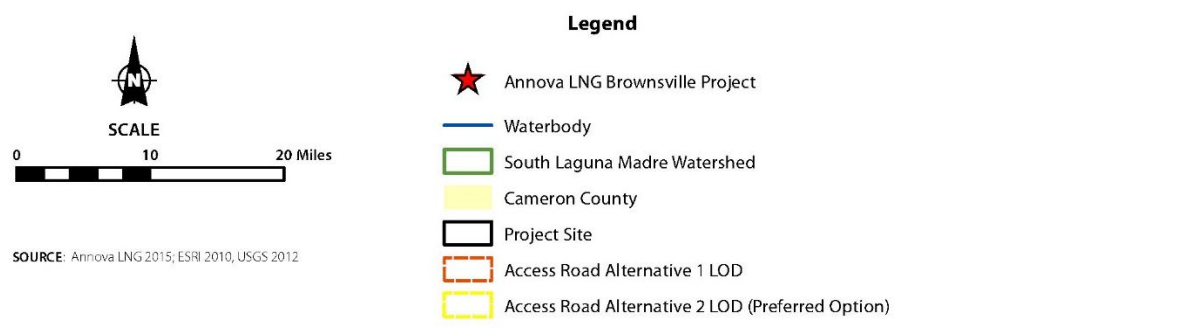 Legend
N
SCALE
0 10 20 Miles
SOURCE: Annova LNG 2015; ESRI 2010, USGS 2012
Annova LNG Brownsville Project
Waterbody
South Laguna Madre Watershed
Cameron County
Project Site
Access Road Alternative 1 LOD
Access Road Alternative 2 LOD (Preferred Option)